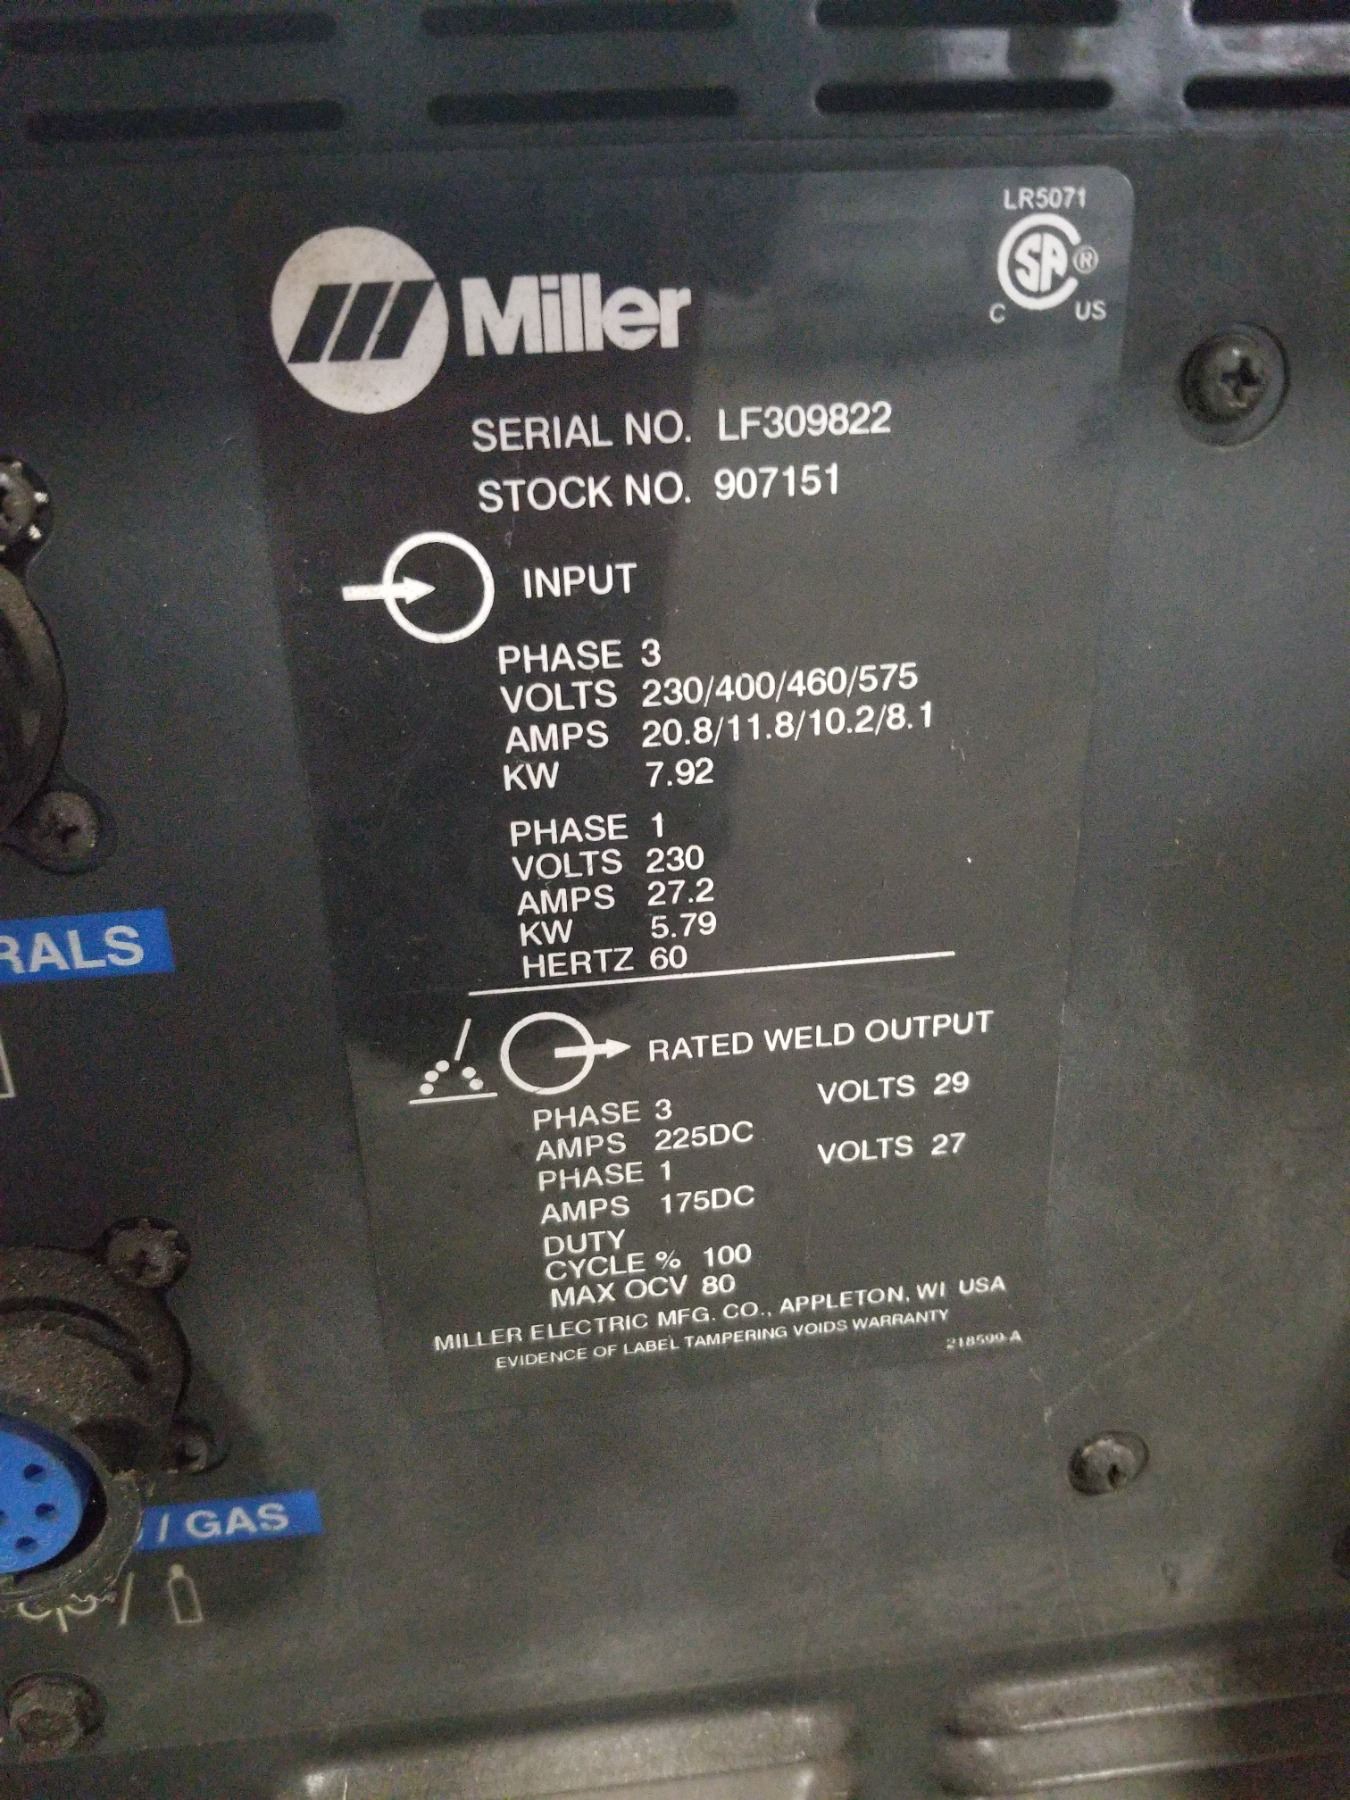 LR5071
CSA®
C US
Miller
SERIAL NO. LF309822
STOCK NO. 907151
INPUT
PHASE 3
VOLTS 230/400/460/575
AMPS 20.8/11.8/10.2/8.1
KW 7.92
PHASE 1
VOLTS 230
AMPS 27.2
KW 5.79
HERTZ 60
RALS
RATED WELD OUTPUT
PHASE 3 VOLTS 29
AMPS 225DC
PHASE 1 VOLTS 27
AMPS 175DC
DUTY
CYCLE % 100
MAX OCV 80
MILLER ELECTRIC MFG. CO., APPLETON, WI USA
EVIDENCE OF LABEL TAMPERING VOIDS WARRANTY
218599-A
/ GAS
/